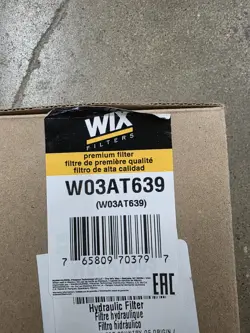 WIX
FILTERS
premium filter
filtre de première qualité
filtro de alta calidad
W03AT639
(W03AT639)
7 65809 70379 7
EAC
Hydraulic Filter
Filtre hydraulique
Filtro hidráulico